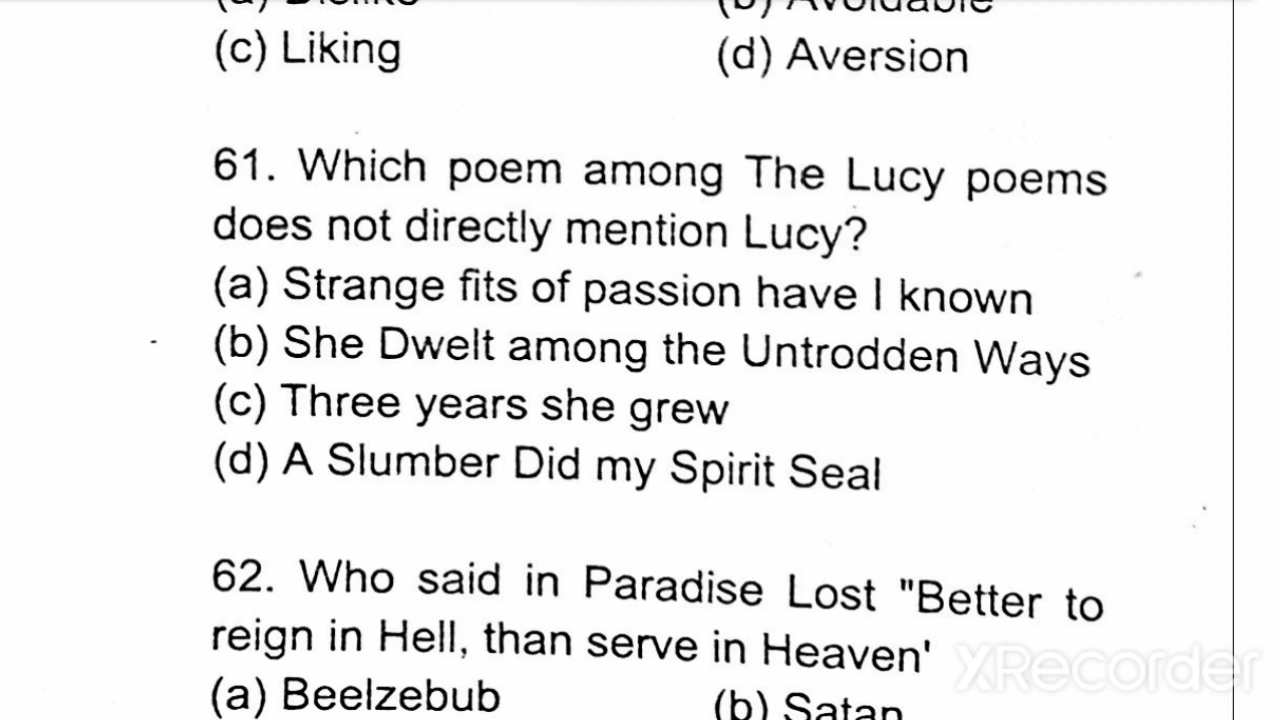 (a) Dislike (b) Avoidable
(c) Liking (d) Aversion
61. Which poem among The Lucy poems
does not directly mention Lucy?
(a) Strange fits of passion have I known
(b) She Dwelt among the Untrodden Ways
(c) Three years she grew
(d) A Slumber Did my Spirit Seal
62. Who said in Paradise Lost "Better to
reign in Hell, than serve in Heaven'
(a) Beelzebub (b) Satan
XRecorder